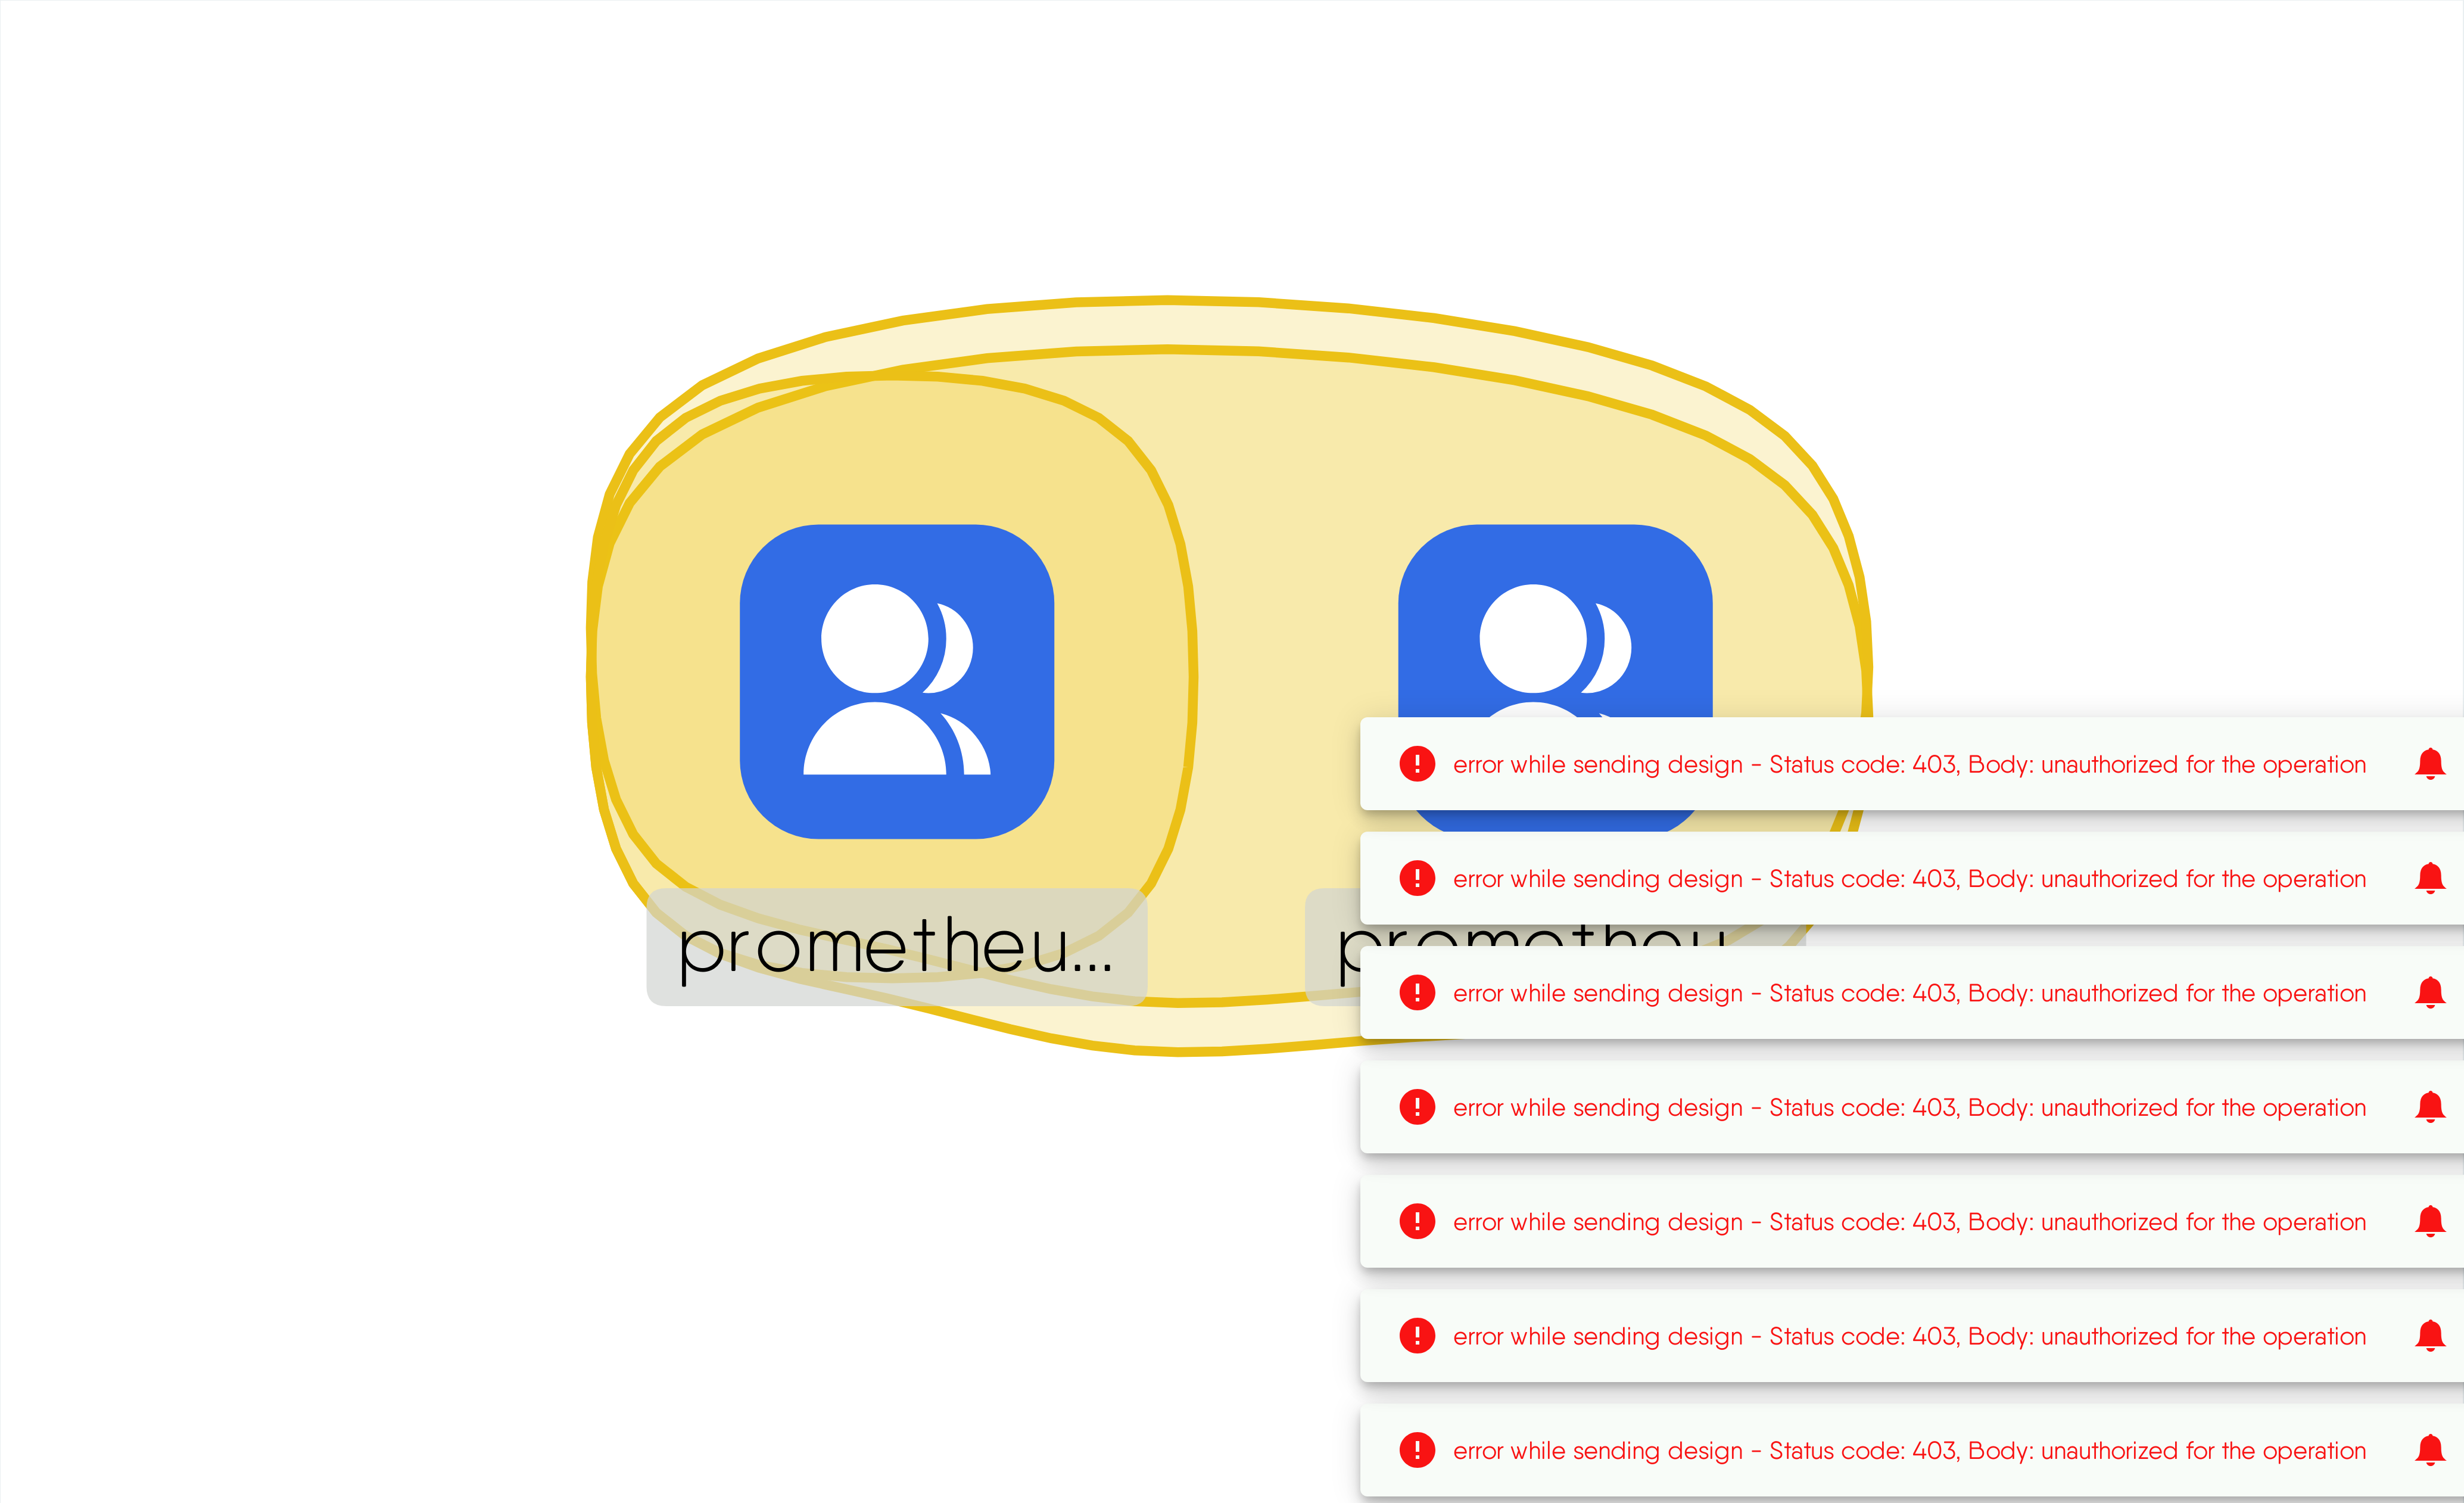 error while sending design - Status code: 403, Body: unauthorized for the operation
error while sending design - Status code: 403, Body: unauthorized for the operation
prometheu...
error while sending design - Status code: 403, Body: unauthorized for the operation
error while sending design - Status code: 403, Body: unauthorized for the operation
error while sending design - Status code: 403, Body: unauthorized for the operation
error while sending design - Status code: 403, Body: unauthorized for the operation
error while sending design - Status code: 403, Body: unauthorized for the operation